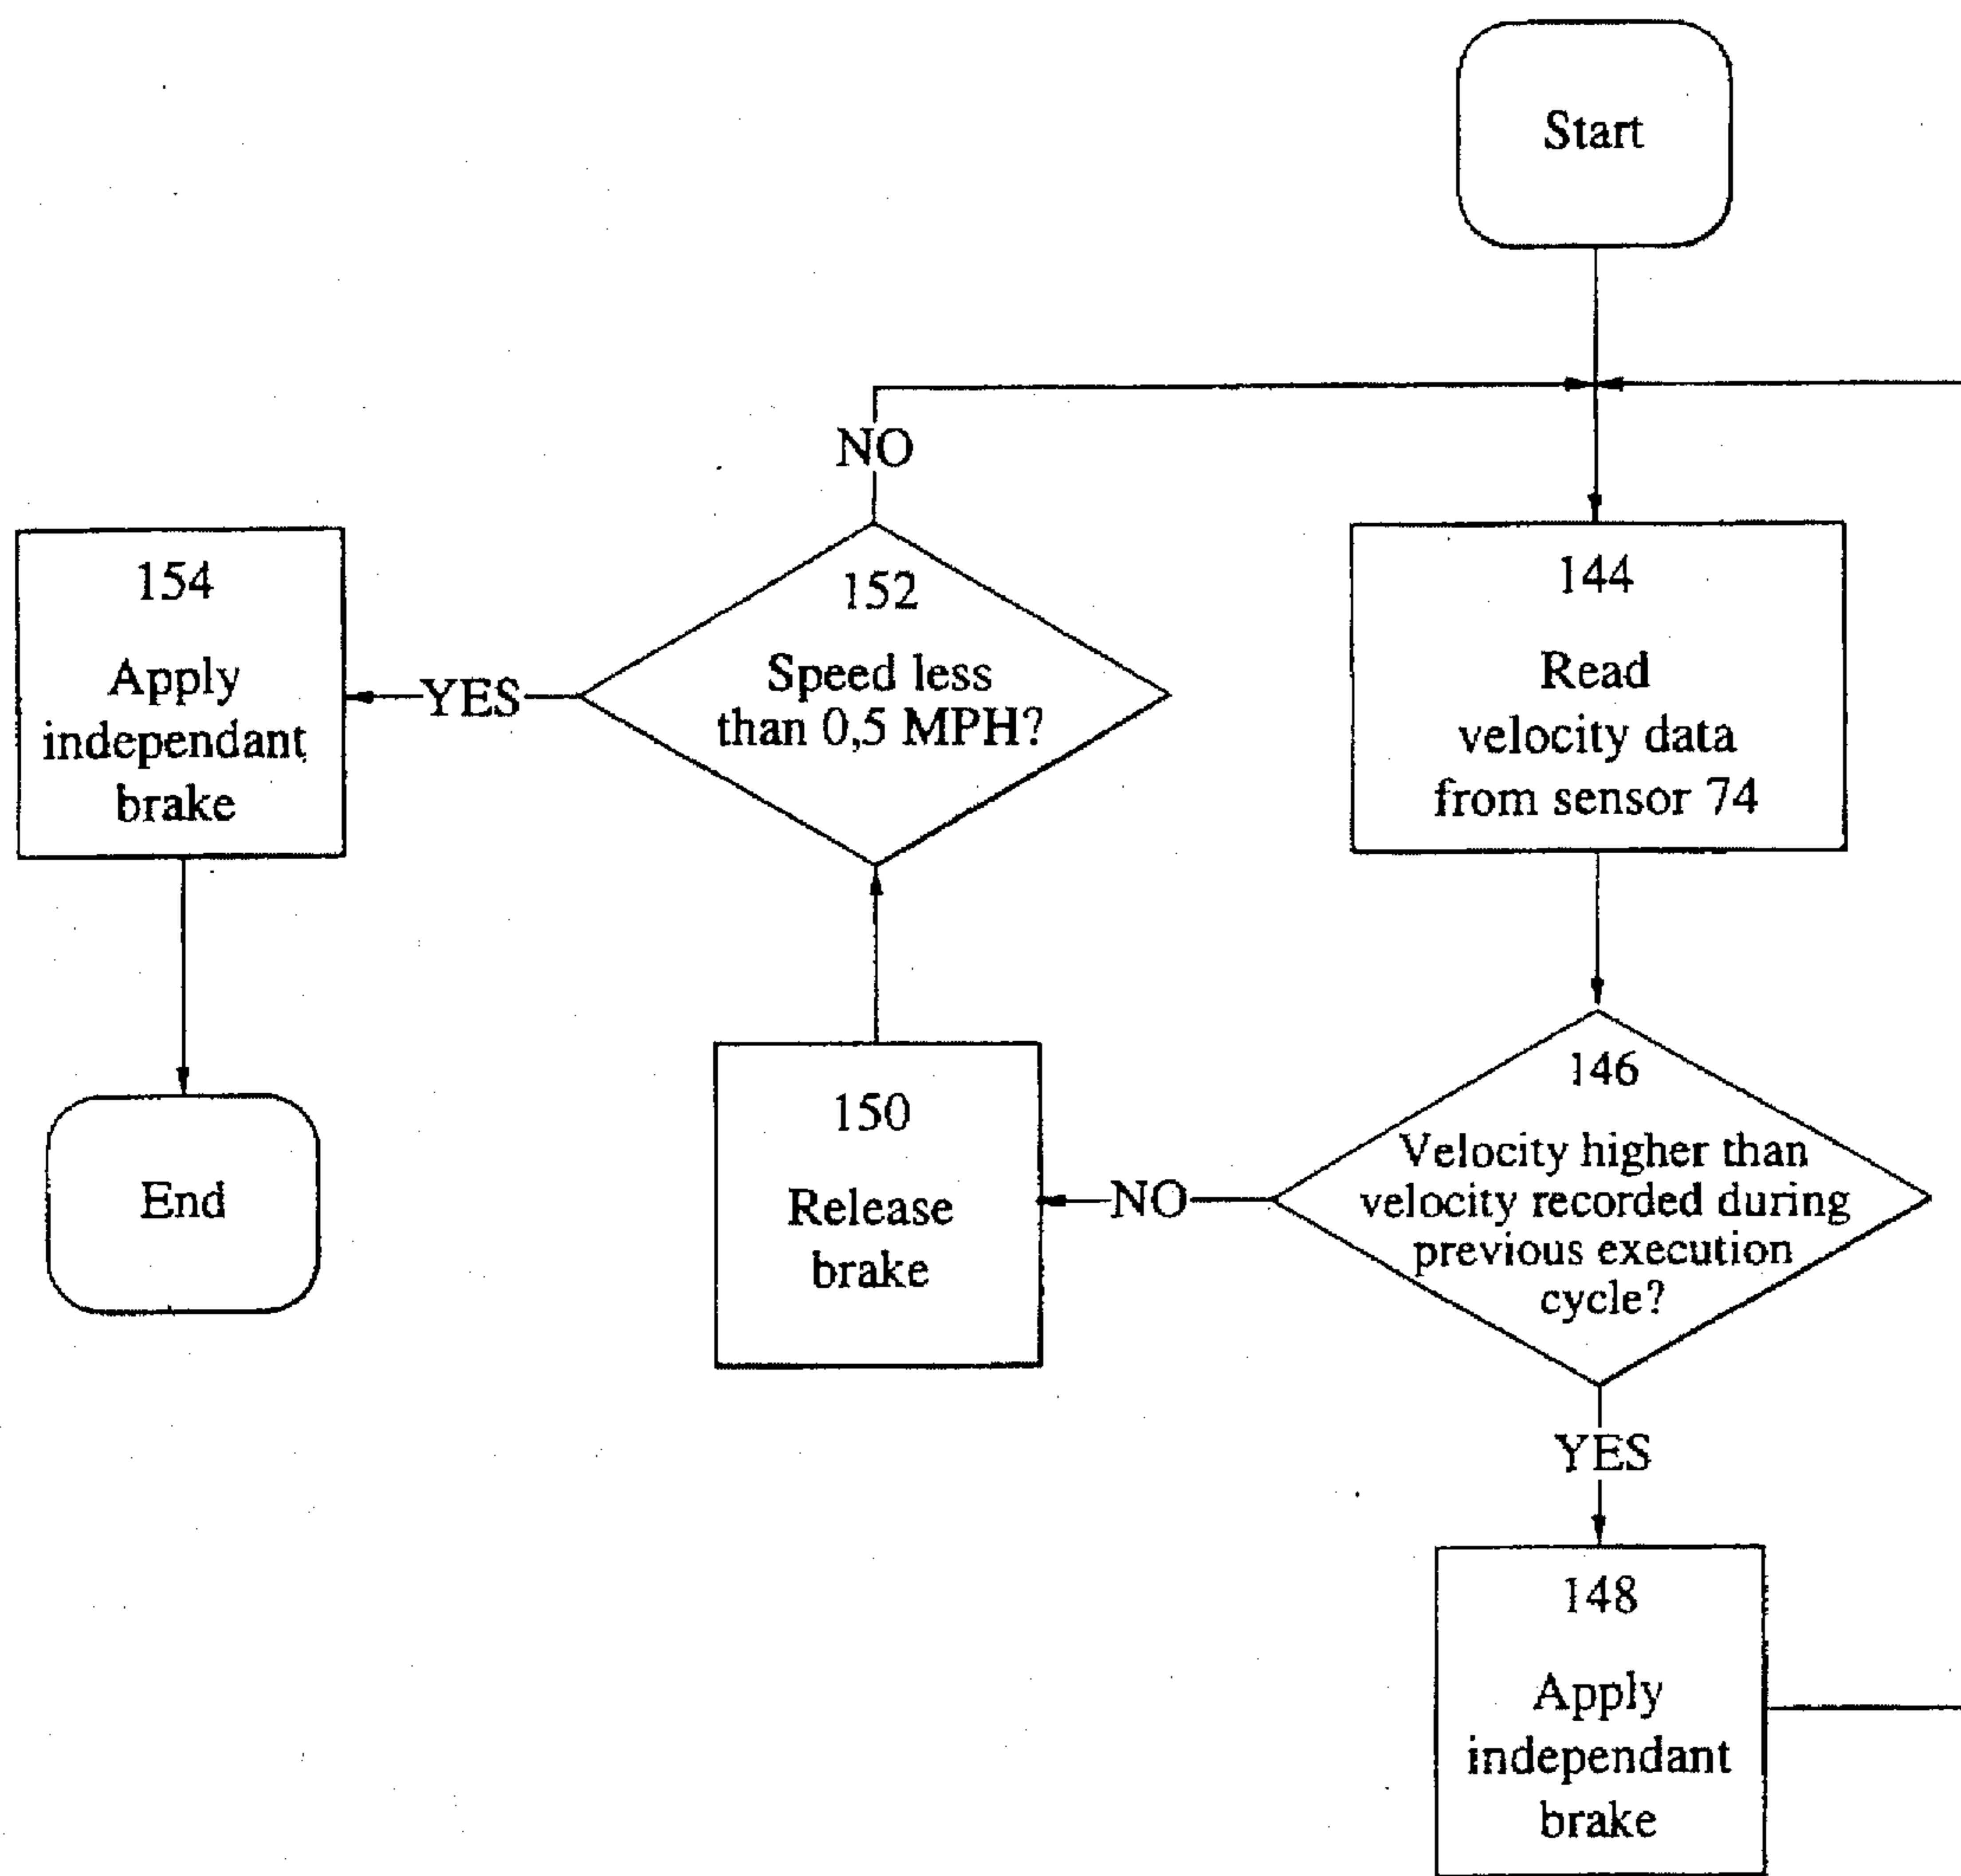 Start
NO
154
Apply
independant
brake
YES
152
Speed less
than 0,5 MPH?
144
Read
velocity data
from sensor 74
End
150
Release
brake
NO
146
Velocity higher than
velocity recorded during
previous execution
cycle?
YES
148
Apply
independant
brake